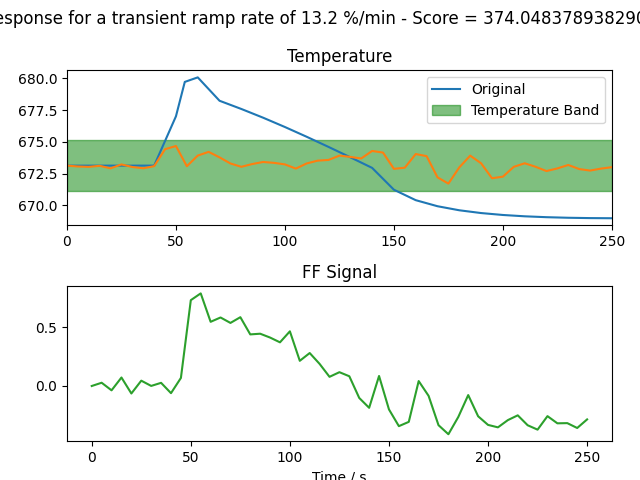 esponse for a transient ramp rate of 13.2 %/min - Score = 374.04837893829
Temperature
680.0
677.5
675.0
672.5
670.0
Original
Temperature Band
0 50 100 150 200 250
FF Signal
0.5
0.0
0 50 100 150 200 250
Time / s